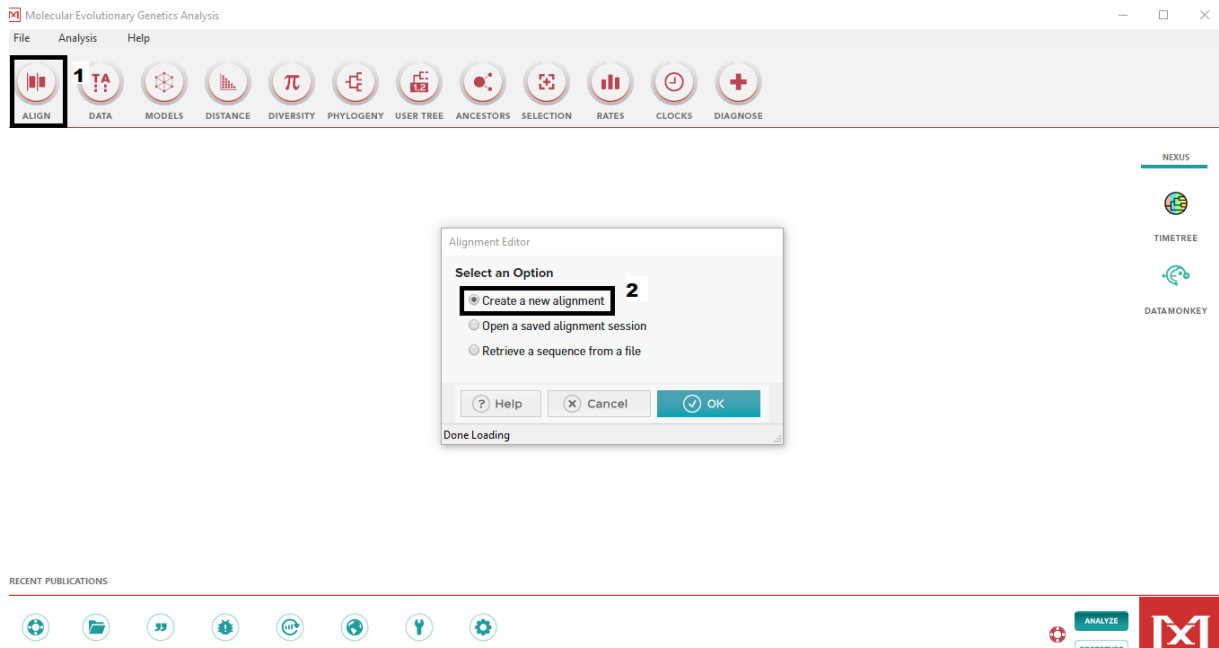 Molecular Evolutionary Genetics Analysis
File Analysis Help
1
ALIGN DATA MODELS DISTANCE DIVERSITY PHYLOGENY USER TREE ANCESTORS SELECTION RATES CLOCKS DIAGNOSE
NEXUS
TIMETREE
DATAMONKEY
Alignment Editor
Select an Option
2
Create a new alignment
Open a saved alignment session
Retrieve a sequence from a file
? Help Cancel OK
Done Loading
RECENT PUBLICATIONS
ANALYZE